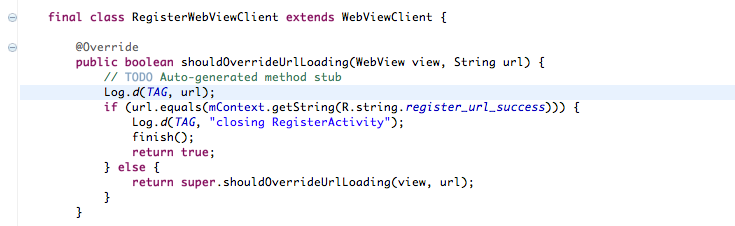 final class RegisterWebViewClient extends WebViewClient {
@Override
public boolean shouldOverrideUrlLoading(WebView view, String url) {
// TODO Auto-generated method stub
Log.d(TAG, url);
if (url.equals(mContext.getString(R.string.register_url_success))) {
Log.d(TAG, "closing RegisterActivity");
finish();
return true;
} else {
return super.shouldOverrideUrlLoading(view, url);
}
}